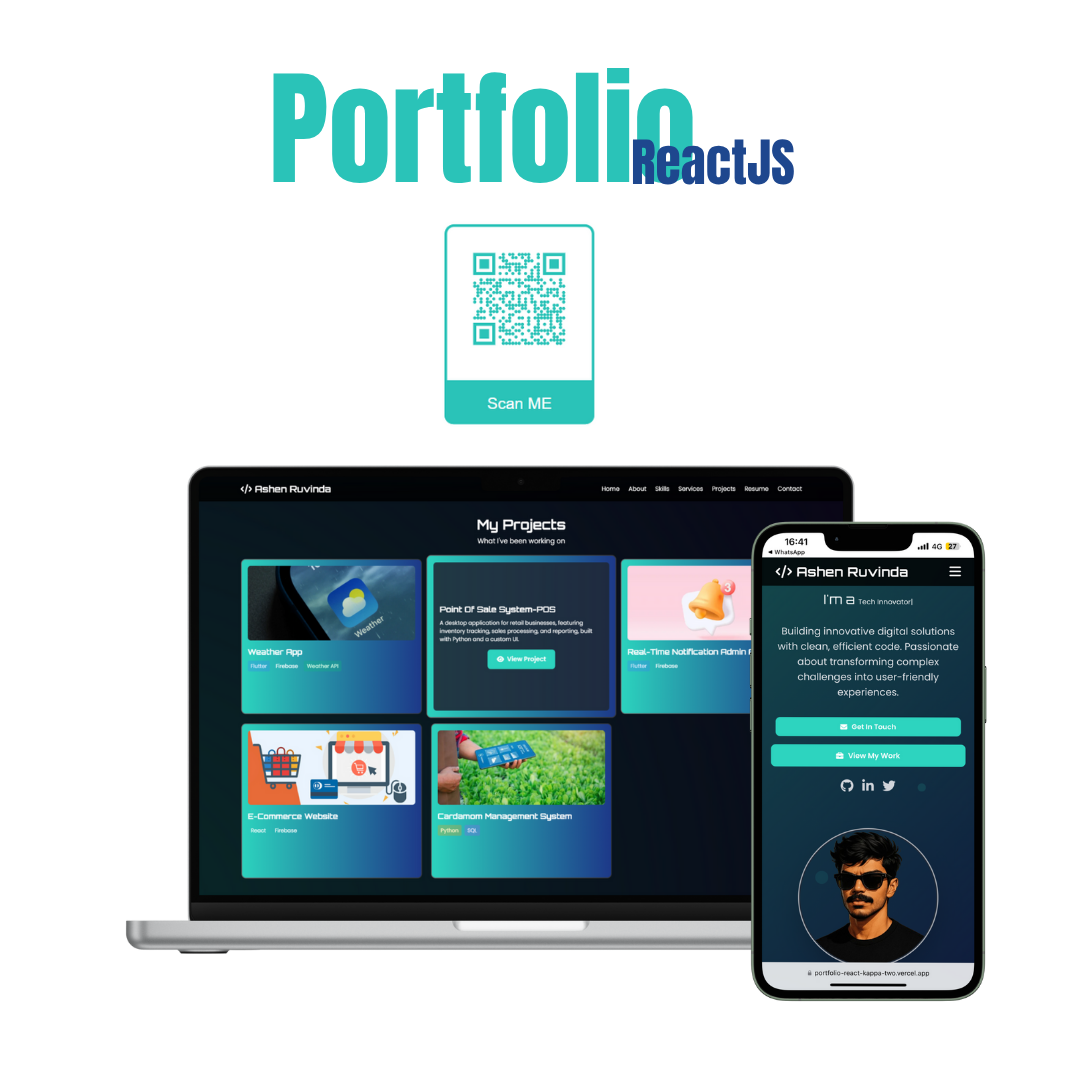 Portfolio
ReactJS
Scan ME
</> Ashen Ruvinda
Home About Skills Services Projects Resume Contact
My Projects
What I've been working on
Weather
Weather App
Flutter Firebase Weather API
Point Of Sale System-POS
A desktop application for retail businesses, featuring
inventory tracking, sales processing, and reporting, built
with Python and a custom UI.
View Project
3
Real-Time Notification Admin
Flutter Firebase
E-Commerce Website
React Firebase
Cardamom Management System
Python SQL
16:41
4G 27
◄ WhatsApp
</> Ashen Ruvinda
I'm a Tech Innovator|
Building innovative digital solutions
with clean, efficient code. Passionate
about transforming complex
challenges into user-friendly
experiences.
Get In Touch
View My Work
portfolio-react-kappa-two.vercel.app